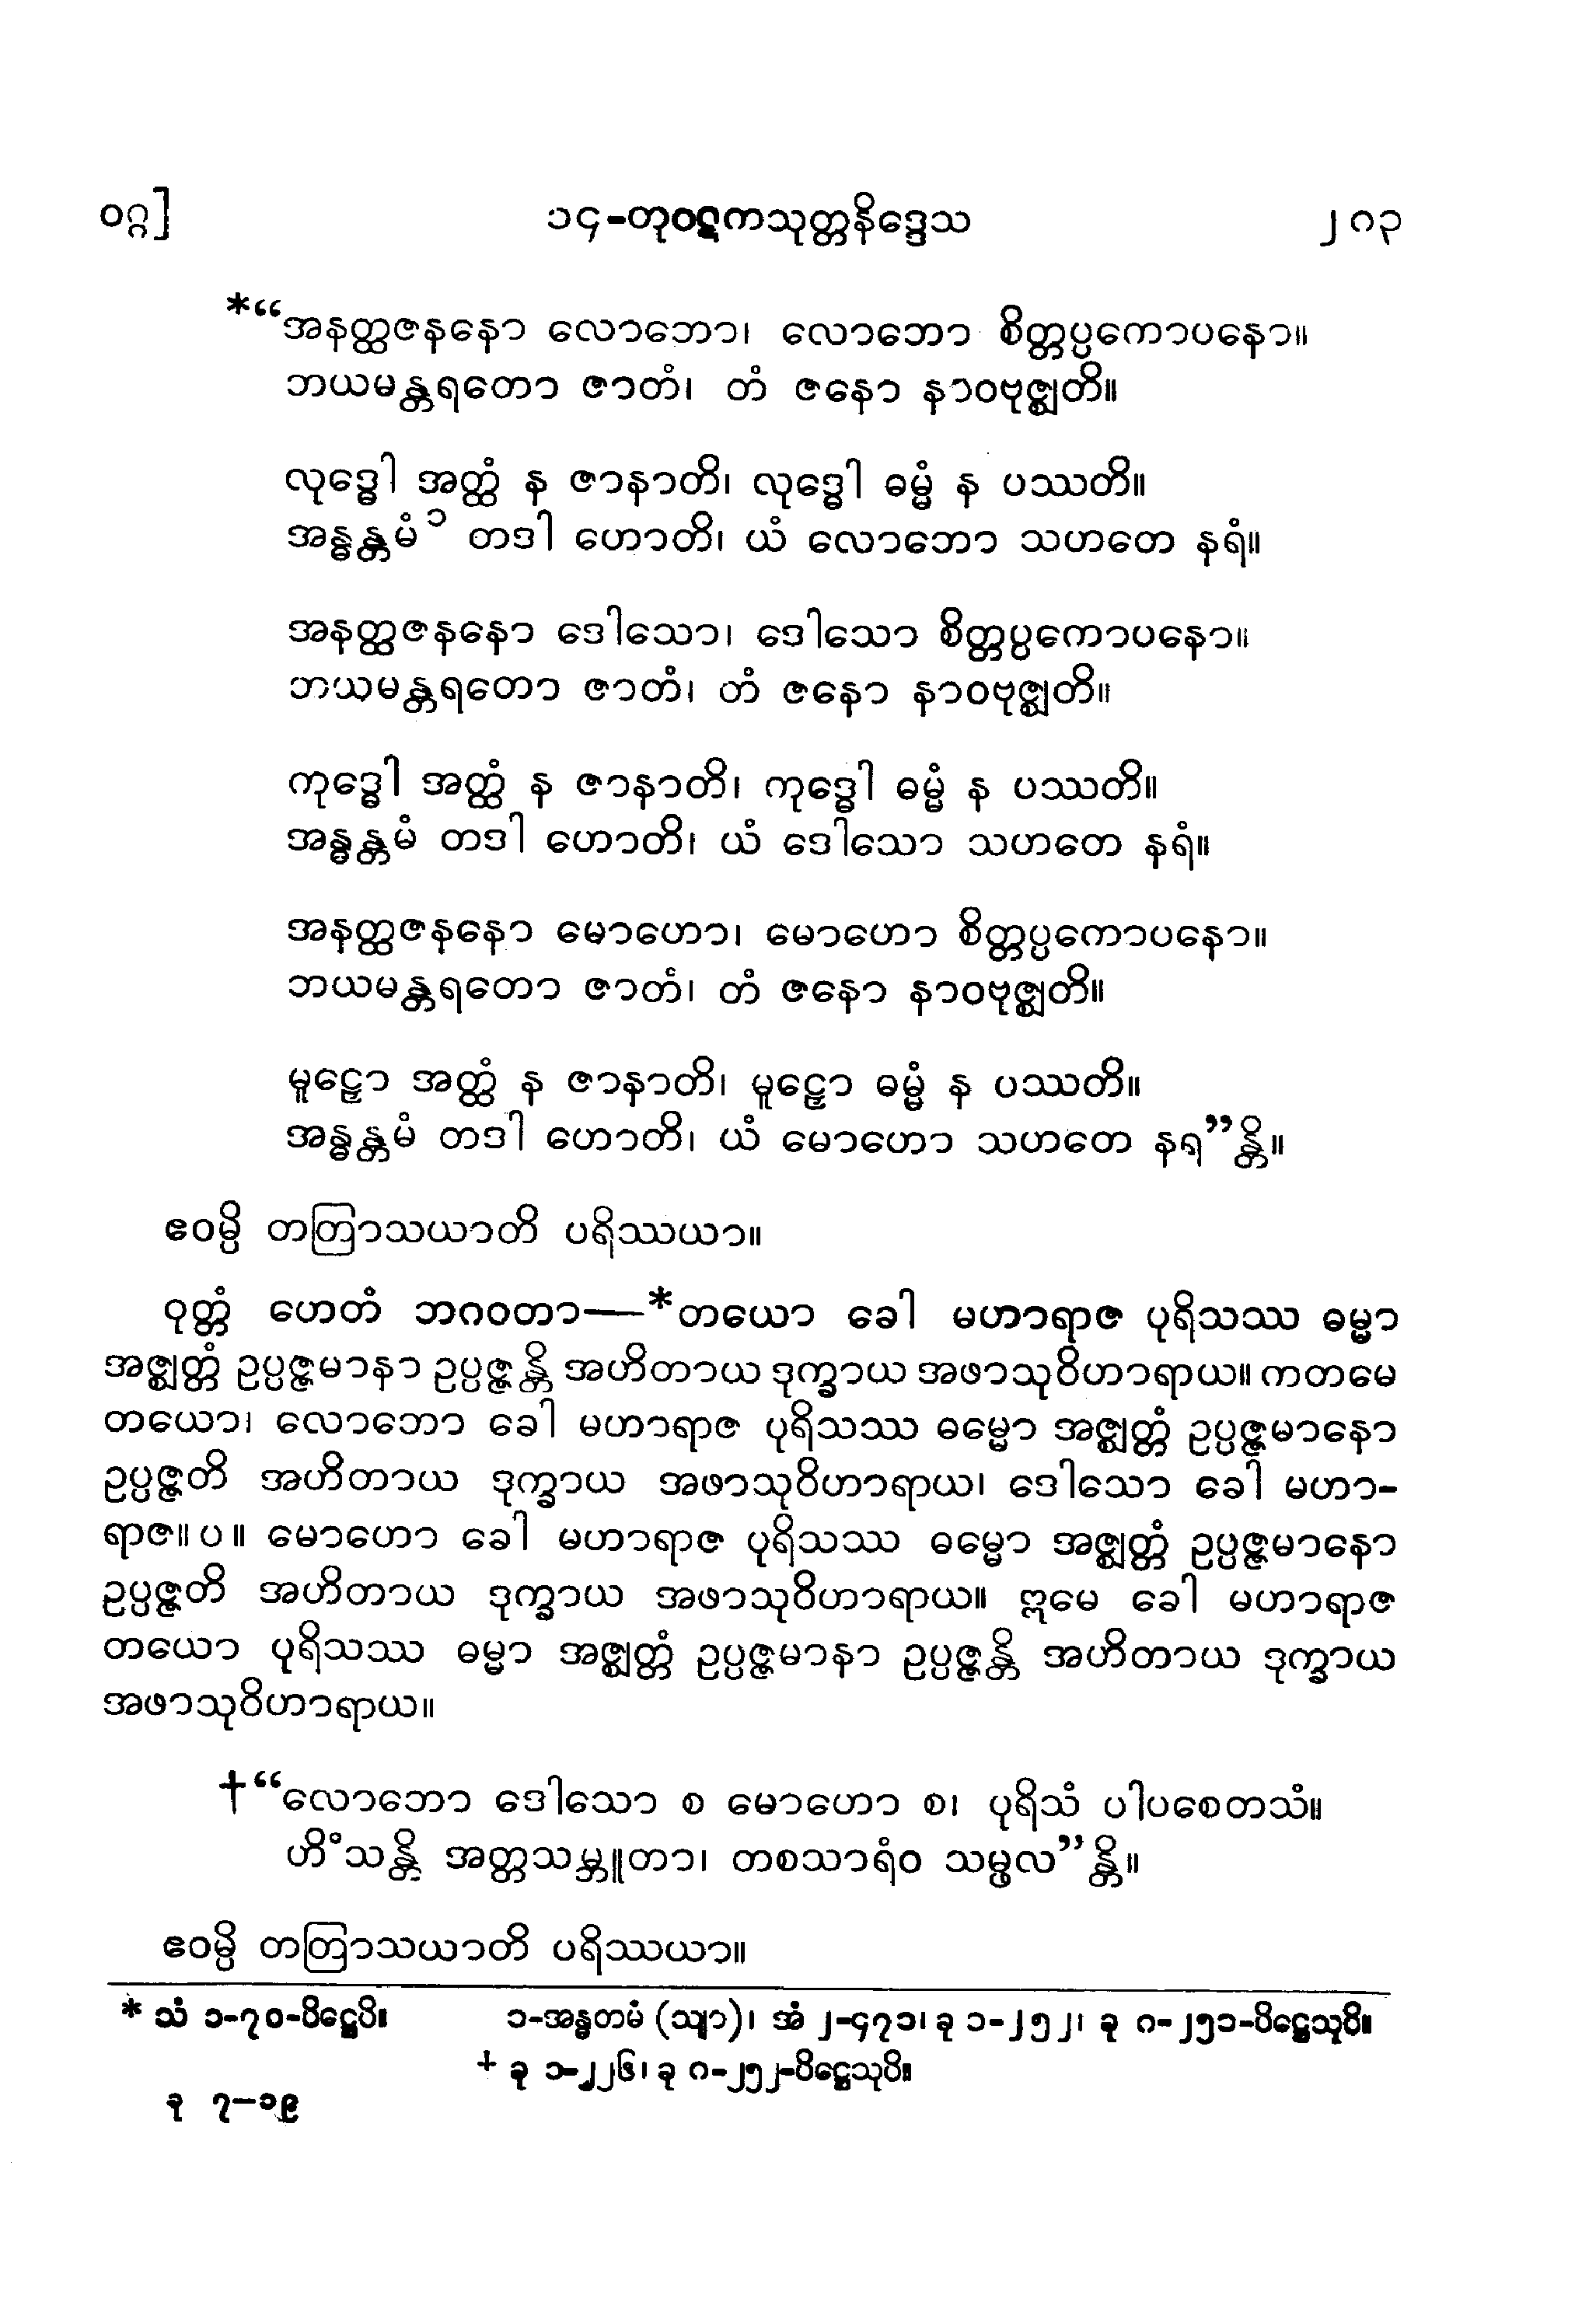 ဝဂ္ဂ] ၁၄-တုဝဋ္ဋကသုတ္တနိဒ္ဒေသ ၂၈၃
*“အနတ္ထဇနနော လောဘော၊ လောဘော စိတ္တပ္ပကောပနော။
ဘယမန္တရတော ဇာတံ၊ တံ ဇနော နာဝဗုဇ္ဈတိ။
လုဒ္ဓေါ အတ္ထံ န ဇာနာတိ၊ လုဒ္ဓေါ ဓမ္မံ န ပဿတိ။
အန္ဓန္တမံ၁ တဒါ ဟောတိ၊ ယံ လောဘော သဟတေ နရံ။
အနတ္ထဇနနော ဒေါသော၊ ဒေါသော စိတ္တပ္ပကောပနော။
ဘယမန္တရတော ဇာတံ၊ တံ ဇနော နာဝဗုဇ္ဈတိ။
ကုဒ္ဓေါ အတ္ထံ န ဇာနာတိ၊ ကုဒ္ဓေါ ဓမ္မံ န ပဿတိ။
အန္ဓန္တမံ တဒါ ဟောတိ၊ ယံ ဒေါသော သဟတေ နရံ။
အနတ္ထဇနနော မောဟော၊ မောဟော စိတ္တပ္ပကောပနော။
ဘယမန္တရတော ဇာတံ၊ တံ ဇနော နာဝဗုဇ္ဈတိ။
မူဠှော အတ္ထံ န ဇာနာတိ၊ မူဠှော ဓမ္မံ န ပဿတိ။
အန္ဓန္တမံ တဒါ ဟောတိ၊ ယံ မောဟော သဟတေ နရ”န္တိ။
ဧဝမ္ပိ တတြာသယာတိ ပရိဿယာ။
ဝုတ္တံ ဟေတံ ဘဂဝတာ—*တယော ခေါ မဟာရာဇ ပုရိသဿ ဓမ္မာ
အဇ္ဈတ္တံ ဥပ္ပဇ္ဇမာနာ ဥပ္ပဇ္ဇန္တိ အဟိတာယ ဒုက္ခာယ အဖာသုဝိဟာရာယ။ ကတမေ
တယော၊ လောဘော ခေါ မဟာရာဇ ပုရိသဿ ဓမ္မော အဇ္ဈတ္တံ ဥပ္ပဇ္ဇမာနော
ဥပ္ပဇ္ဇတိ အဟိတာယ ဒုက္ခာယ အဖာသုဝိဟာရာယ၊ ဒေါသော ခေါ မဟာ-
ရာဇ။ ပ ။ မောဟော ခေါ မဟာရာဇ ပုရိသဿ ဓမ္မော အဇ္ဈတ္တံ ဥပ္ပဇ္ဇမာနော
ဥပ္ပဇ္ဇတိ အဟိတာယ ဒုက္ခာယ အဖာသုဝိဟာရာယ။ ဣမေ ခေါ မဟာရာဇ
တယော ပုရိသဿ ဓမ္မာ အဇ္ဈတ္တံ ဥပ္ပဇ္ဇမာနာ ဥပ္ပဇ္ဇန္တိ အဟိတာယ ဒုက္ခာယ
အဖာသုဝိဟာရာယ။
†“လောဘော ဒေါသော စ မောဟော စ၊ ပုရိသံ ပါပစေတသံ။
ဟိံသန္တိ အတ္တသမ္ဘူတာ၊ တစသာရံဝ သမ္ဖလ”န္တိ။
ဧဝမ္ပိ တတြာသယာတိ ပရိဿယာ။
* သံ ၁-၇၀-ပိဋ္ဌေပိ။ ၁-အန္ဓတမံ (သျာ)၊ အံ ၂-၄၇၁၊ ခု ၁-၂၅၂၊ ခု ၈-၂၅၁-ပိဋ္ဌေသုပိ။
+ ခု ၁-၂၂၆၊ ခု ၈-၂၅၂-ပိဋ္ဌေသုပိ။
ခု ၇—၁၉